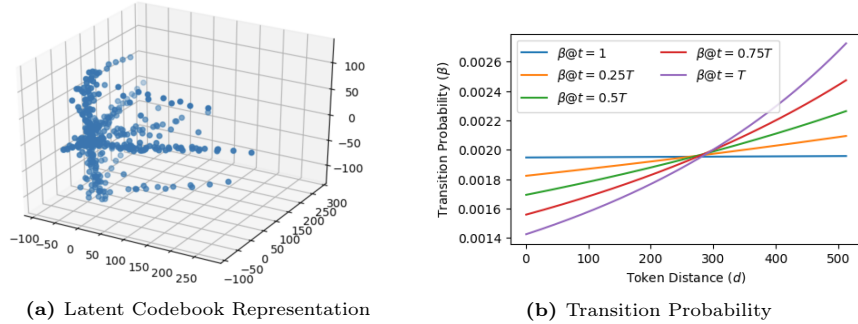 100
50
0
−50
−100
300
250
200
150
100
50
0
−50
−100
−100
−50
0
50
100
150
200
250
(a) Latent Codebook Representation
0.0026
0.0024
0.0022
0.0020
0.0018
0.0016
0.0014
Transition Probability (β)
β@t = 1
β@t = 0.25T
β@t = 0.5T
β@t = 0.75T
β@t = T
0 100 200 300 400 500
Token Distance (d)
(b) Transition Probability